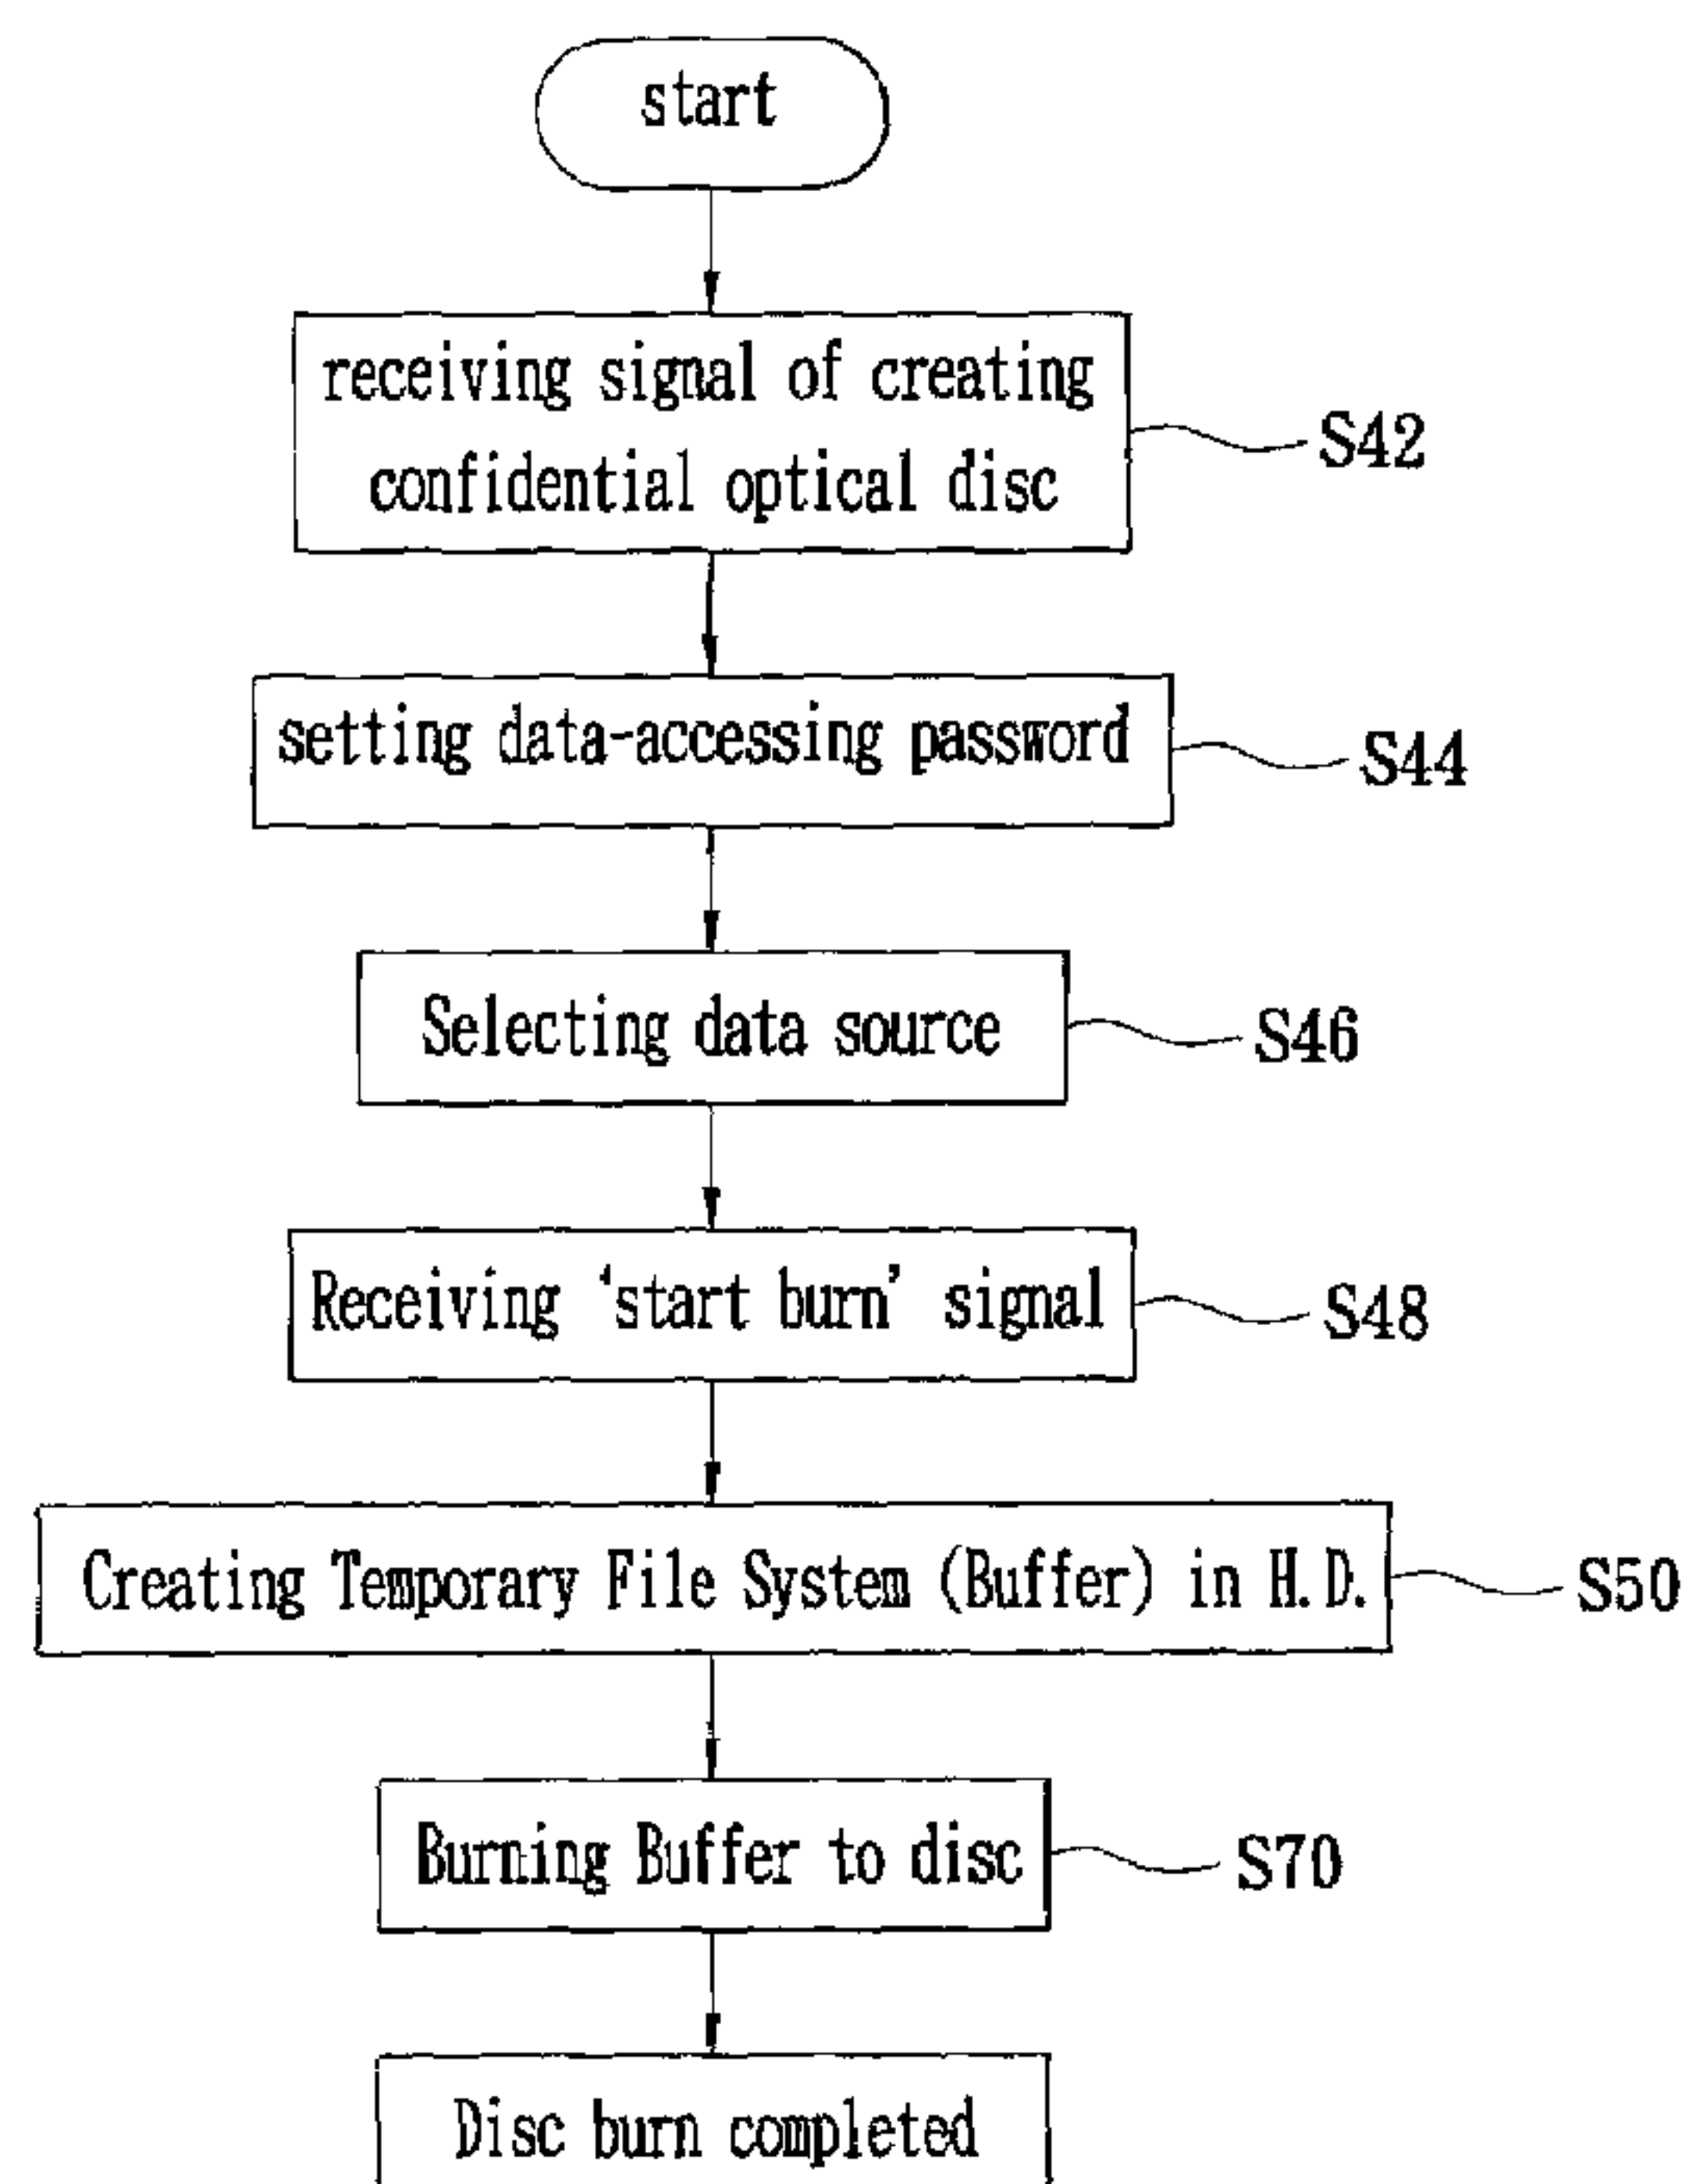 start
receiving signal of creating
confidential optical disc
S42
setting data-accessing password
S44
Selecting data source
S46
Receiving ‘start burn’ signal
S48
Creating Temporary File System (Buffer) in H.D.
S50
Burning Buffer to disc
S70
Disc burn completed